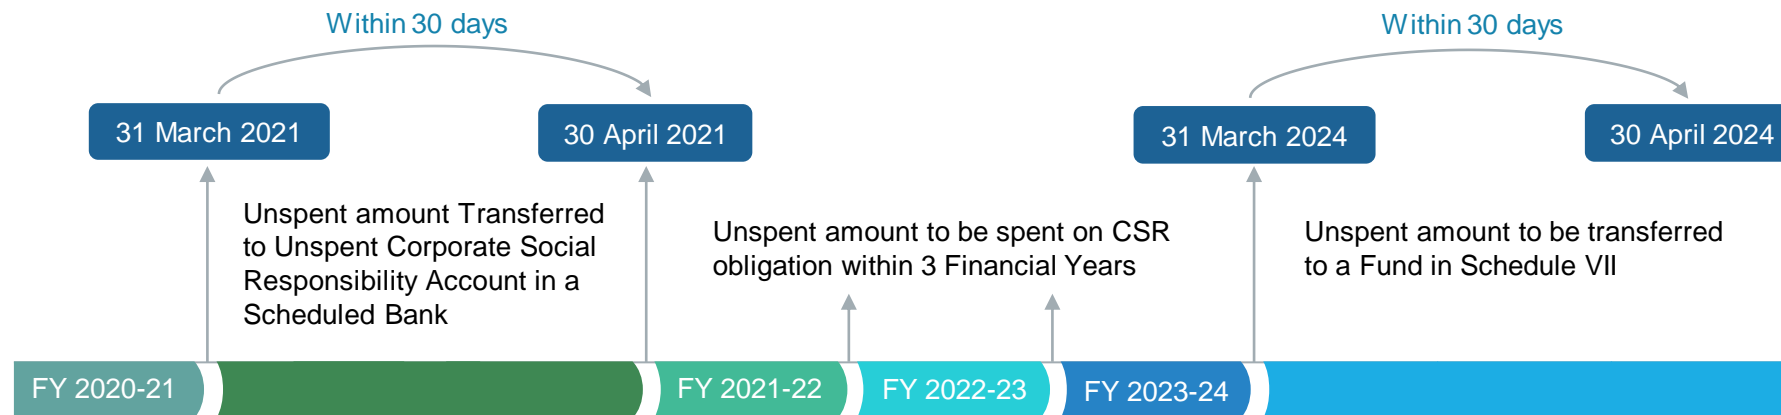 Within 30 days
Within 30 days
31 March 2021
30 April 2021
31 March 2024
30 April 2024
Unspent amount Transferred
to Unspent Corporate Social
Responsibility Account in a
Scheduled Bank
Unspent amount to be spent on CSR
obligation within 3 Financial Years
Unspent amount to be transferred
to a Fund in Schedule VII
FY 2020-21
FY 2021-22
FY 2022-23
FY 2023-24